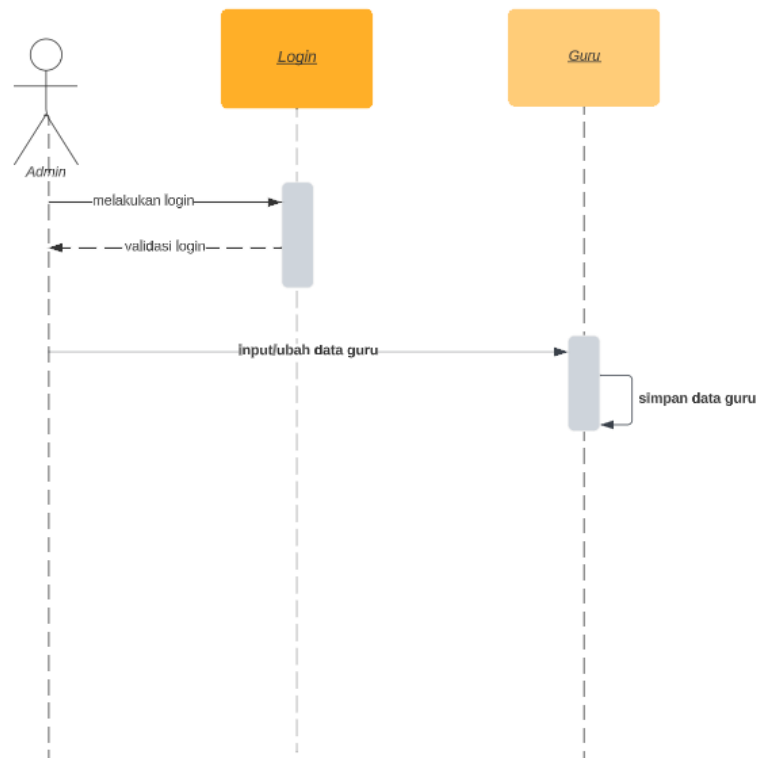 Login
Guru
Admin
melakukan login
validasi login
input/ubah data guru
simpan data guru